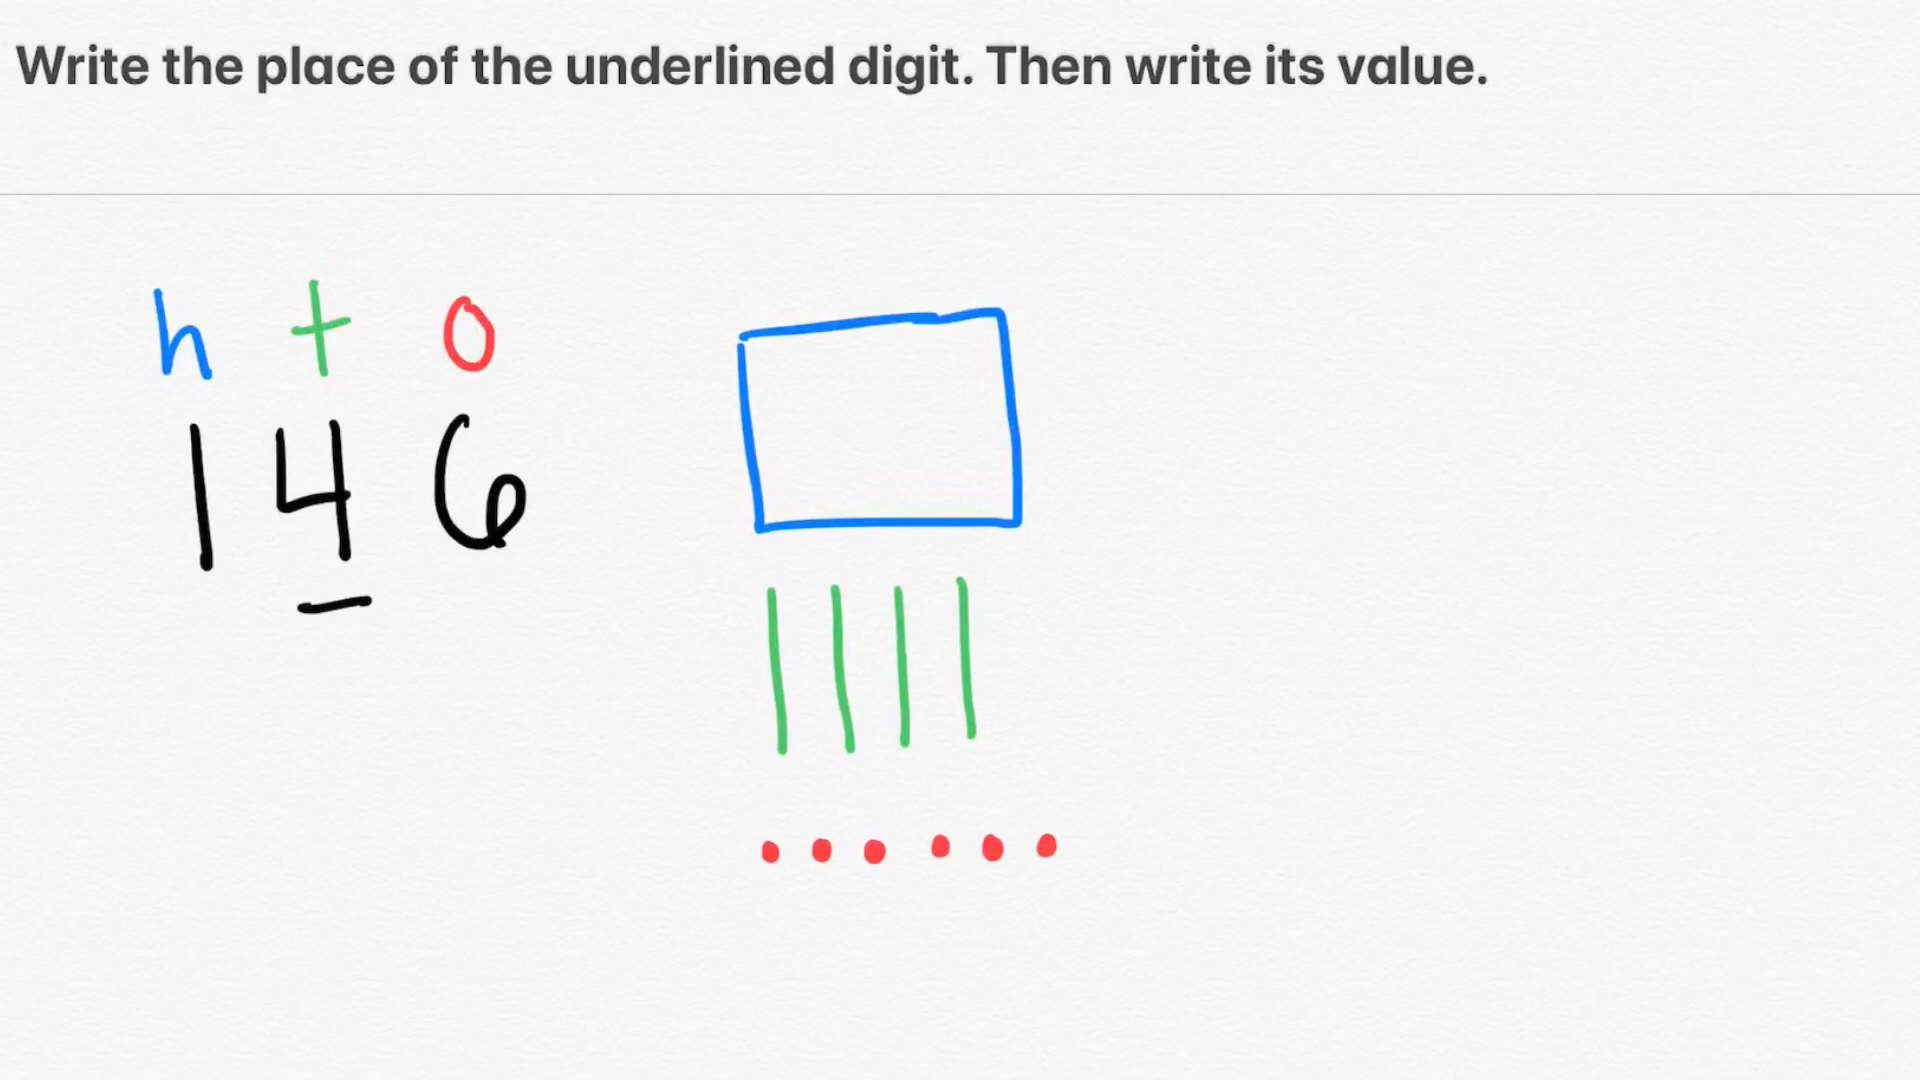 Write the place of the underlined digit. Then write its value.
h t o
146